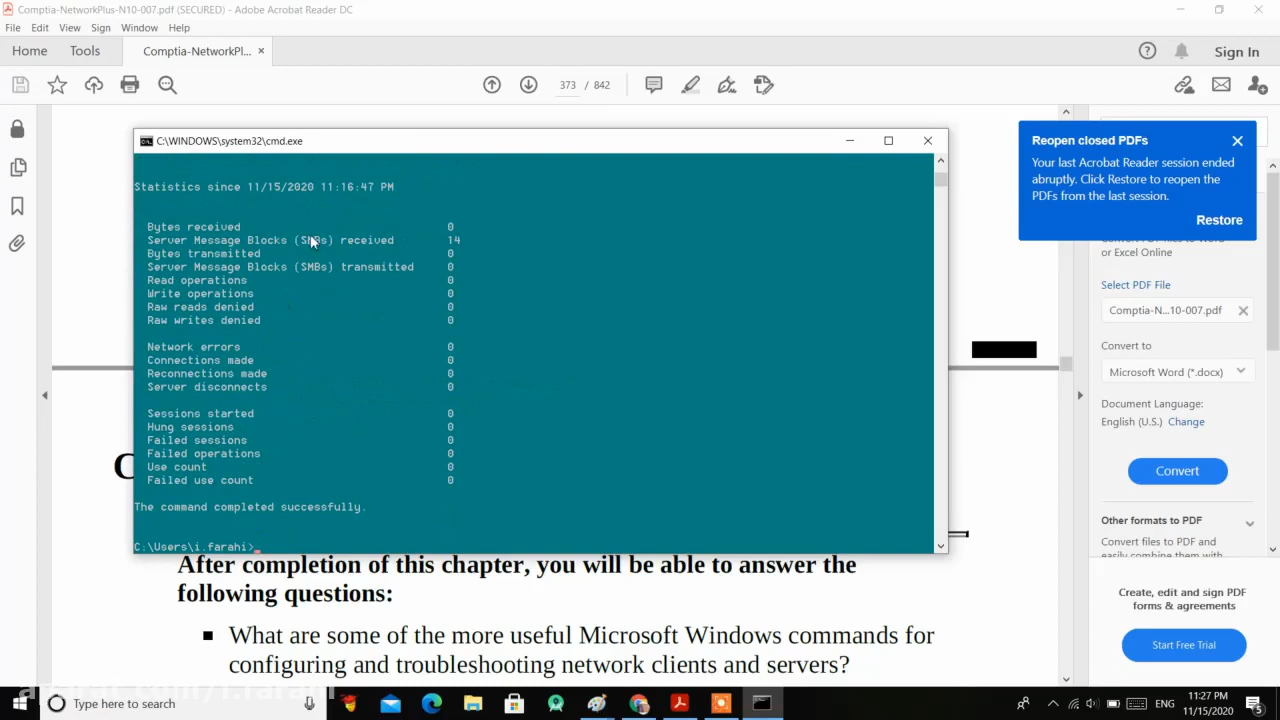 Comptia-NetworkPlus-N10-007.pdf (SECURED) - Adobe Acrobat Reader DC
File Edit View Sign Window Help
Home Tools Comptia-NetworkPl... ×
Sign In
373 / 842
C:\WINDOWS\system32\cmd.exe
Statistics since 11/15/2020 11:16:47 PM
Bytes received 0
Server Message Blocks (SMBs) received 14
Bytes transmitted 0
Server Message Blocks (SMBs) transmitted 0
Read operations 0
Write operations 0
Raw reads denied 0
Raw writes denied 0
Network errors 0
Connections made 0
Reconnections made 0
Server disconnects 0
Sessions started 0
Hung sessions 0
Failed sessions 0
Failed operations 0
Use count 0
Failed use count 0
The command completed successfully.
C:\Users\i.farahi>
C
After completion of this chapter, you will be able to answer the
following questions:
■ What are some of the more useful Microsoft Windows commands for
configuring and troubleshooting network clients and servers?
Reopen closed PDFs
Your last Acrobat Reader session ended
abruptly. Click Restore to reopen the
PDFs from the last session.
Restore
or Excel Online
Select PDF File
Comptia-N...10-007.pdf
Convert to
Microsoft Word (*.docx)
Document Language:
English (U.S.) Change
Convert
Other formats to PDF
Convert files to PDF and
easily combine them with
Create, edit and sign PDF
forms & agreements
Start Free Trial
Type here to search
ENG
11:27 PM
11/15/2020
5